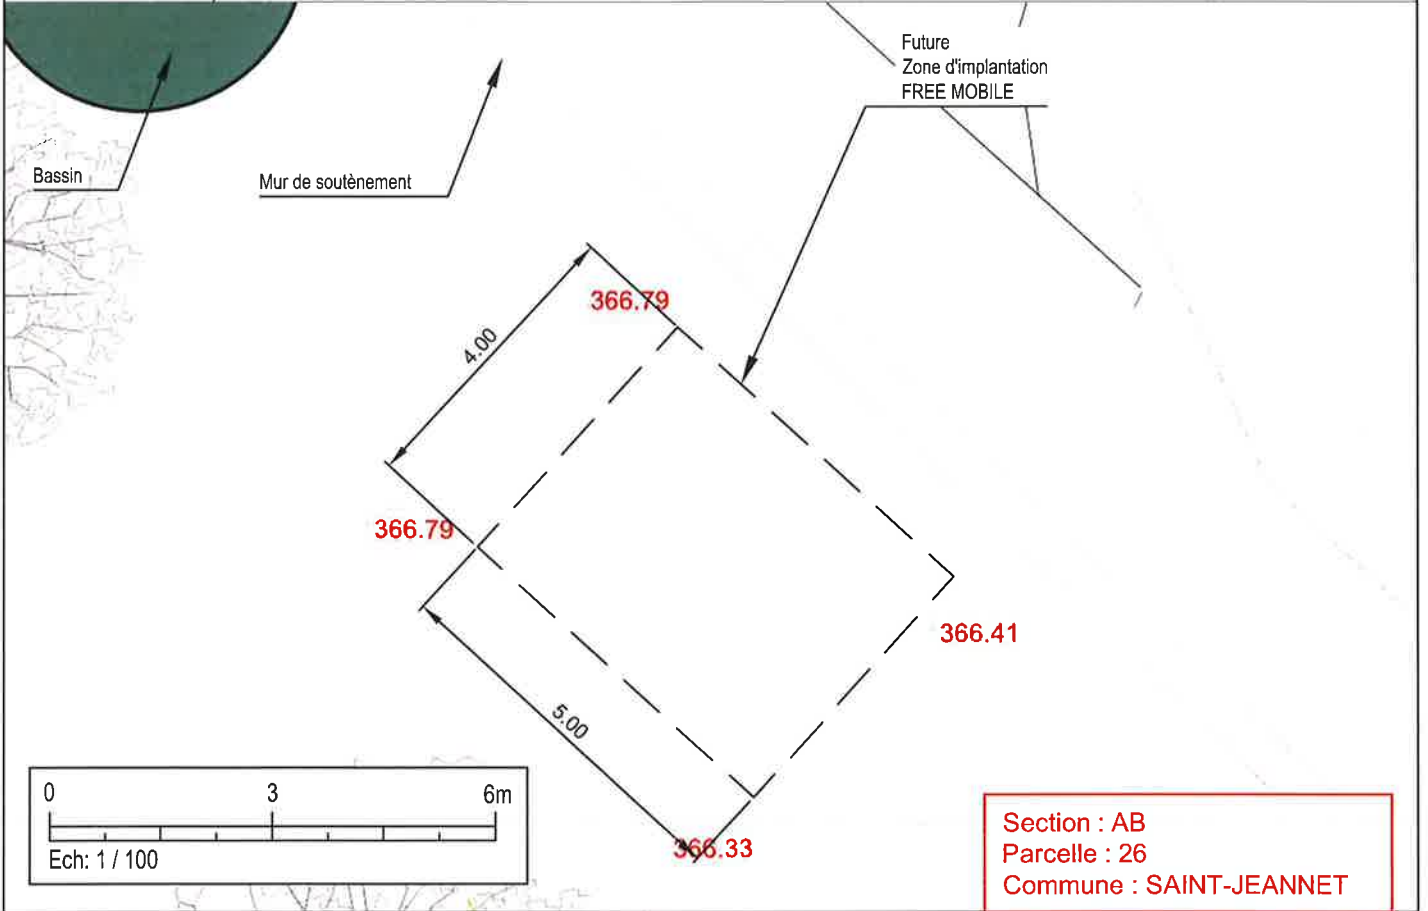 Future
Zone d'implantation
FREE MOBILE
Bassin
Mur de soutènement
366.79
4.00
366.79
366.41
5.00
366.33
0 3 6m
Ech: 1 / 100
Section : AB
Parcelle : 26
Commune : SAINT-JEANNET